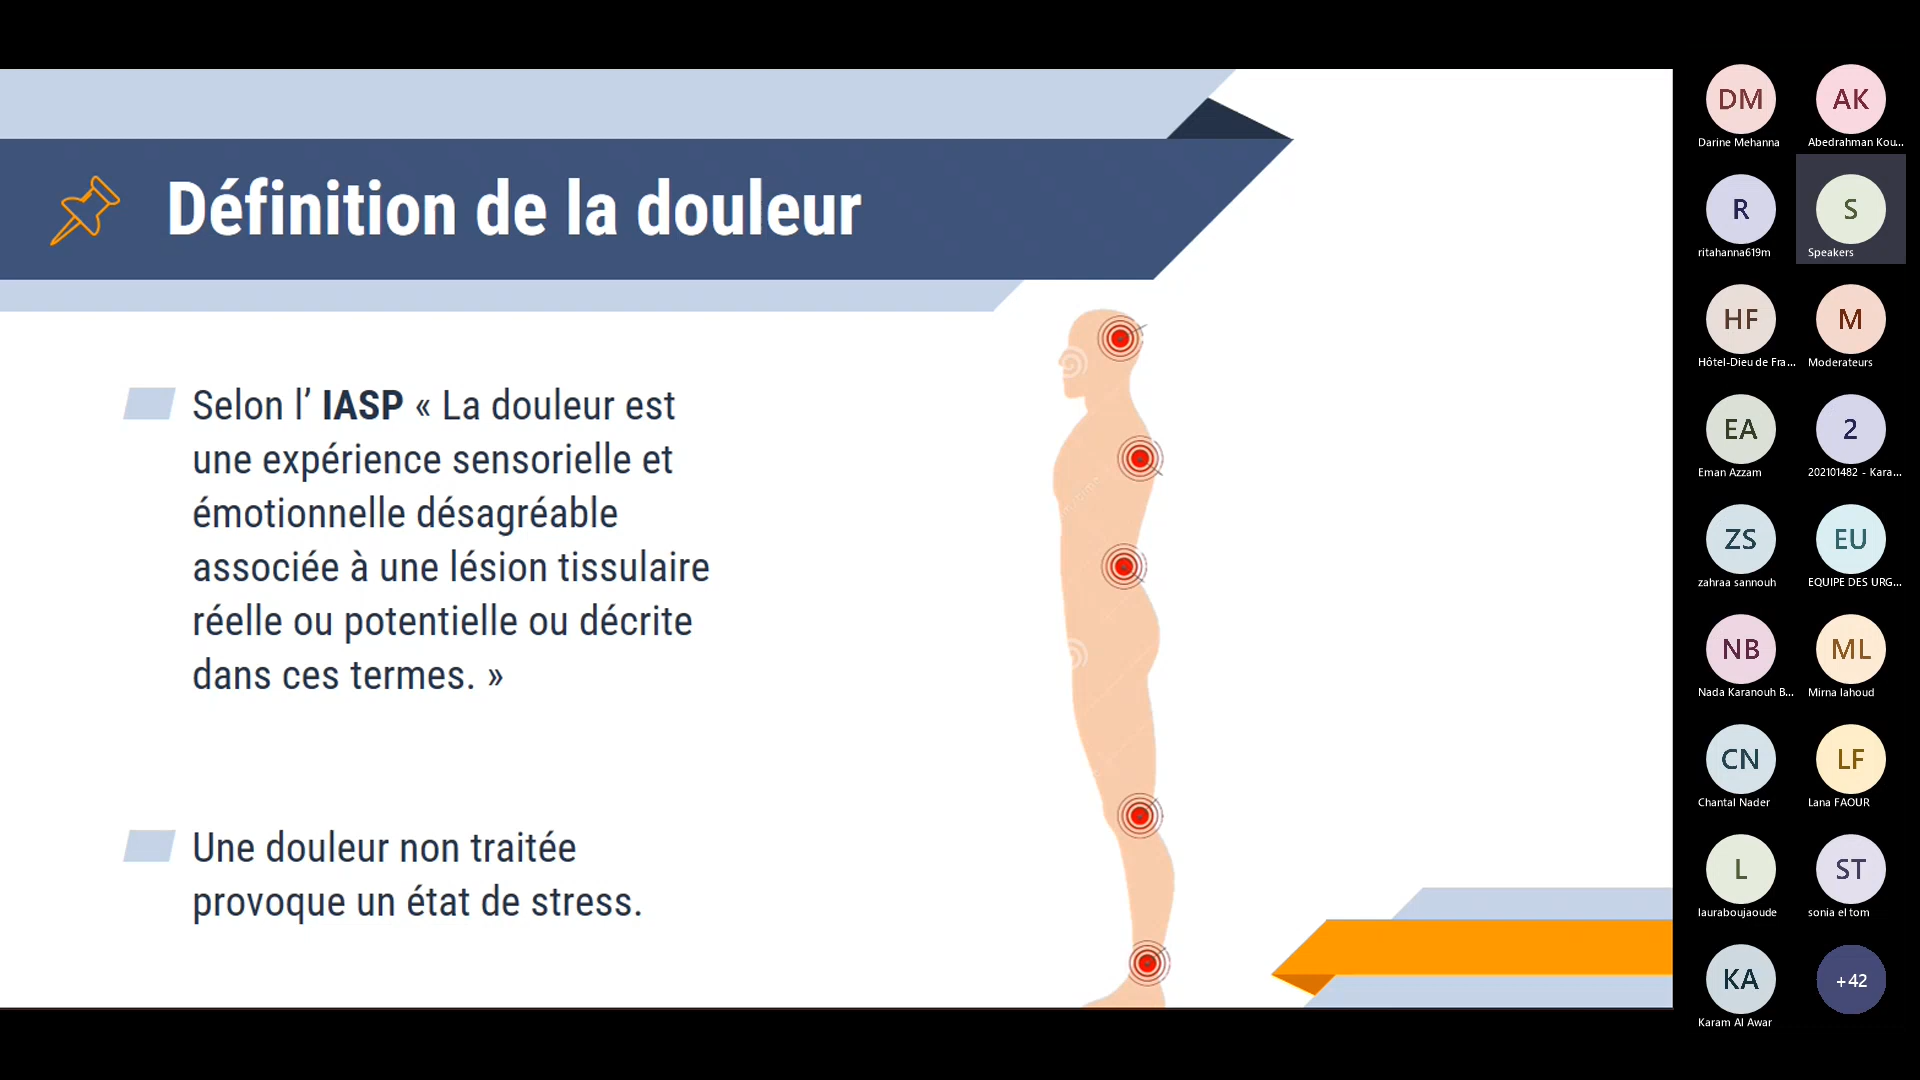 Définition de la douleur
Selon l’ IASP « La douleur est
une expérience sensorielle et
émotionnelle désagréable
associée à une lésion tissulaire
réelle ou potentielle ou décrite
dans ces termes. »
Une douleur non traitée
provoque un état de stress.
DM
Darine Mehanna
AK
Abedrahman Kou...
R
ritahanna619m
S
Speakers
HF
Hôtel-Dieu de Fra...
M
Moderateurs
EA
Eman Azzam
2
202101482 - Kara...
ZS
zahraa sannouh
EU
EQUIPE DES URG...
NB
Nada Karanouh B...
ML
Mirna lahoud
CN
Chantal Nader
LF
Lana FAOUR
L
lauraboujaoude
ST
sonia el tom
KA
Karam Al Awar
+42